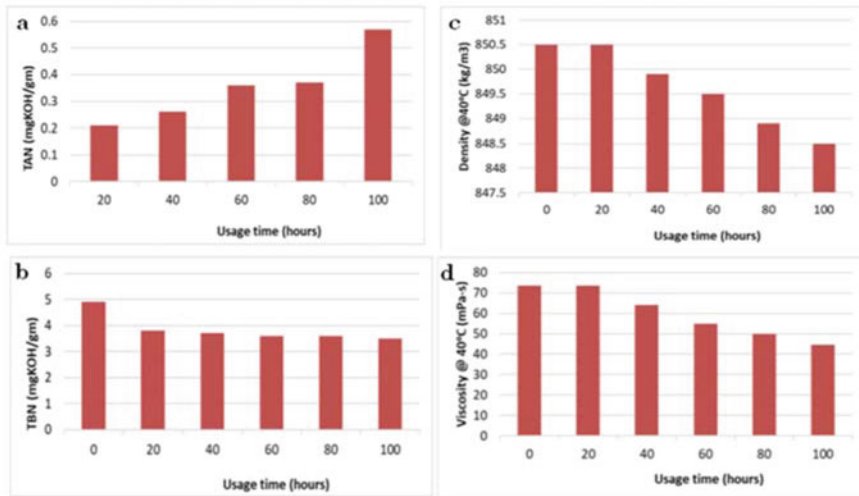 a
TAN (mgKOH/gm)
0.6
0.5
0.4
0.3
0.2
0.1
0
20 40 60 80 100
Usage time (hours)
c
Density @40°C (kg/m3)
851
850.5
850
849.5
849
848.5
848
847.5
0 20 40 60 80 100
Usage time (hours)
b
TBN (mgKOH/gm)
6
5
4
3
2
1
0
0 20 40 60 80 100
Usage time (hours)
d
Viscosity @ 40°C (mPa-s)
80
70
60
50
40
30
20
10
0
0 20 40 60 80 100
Usage time (hours)